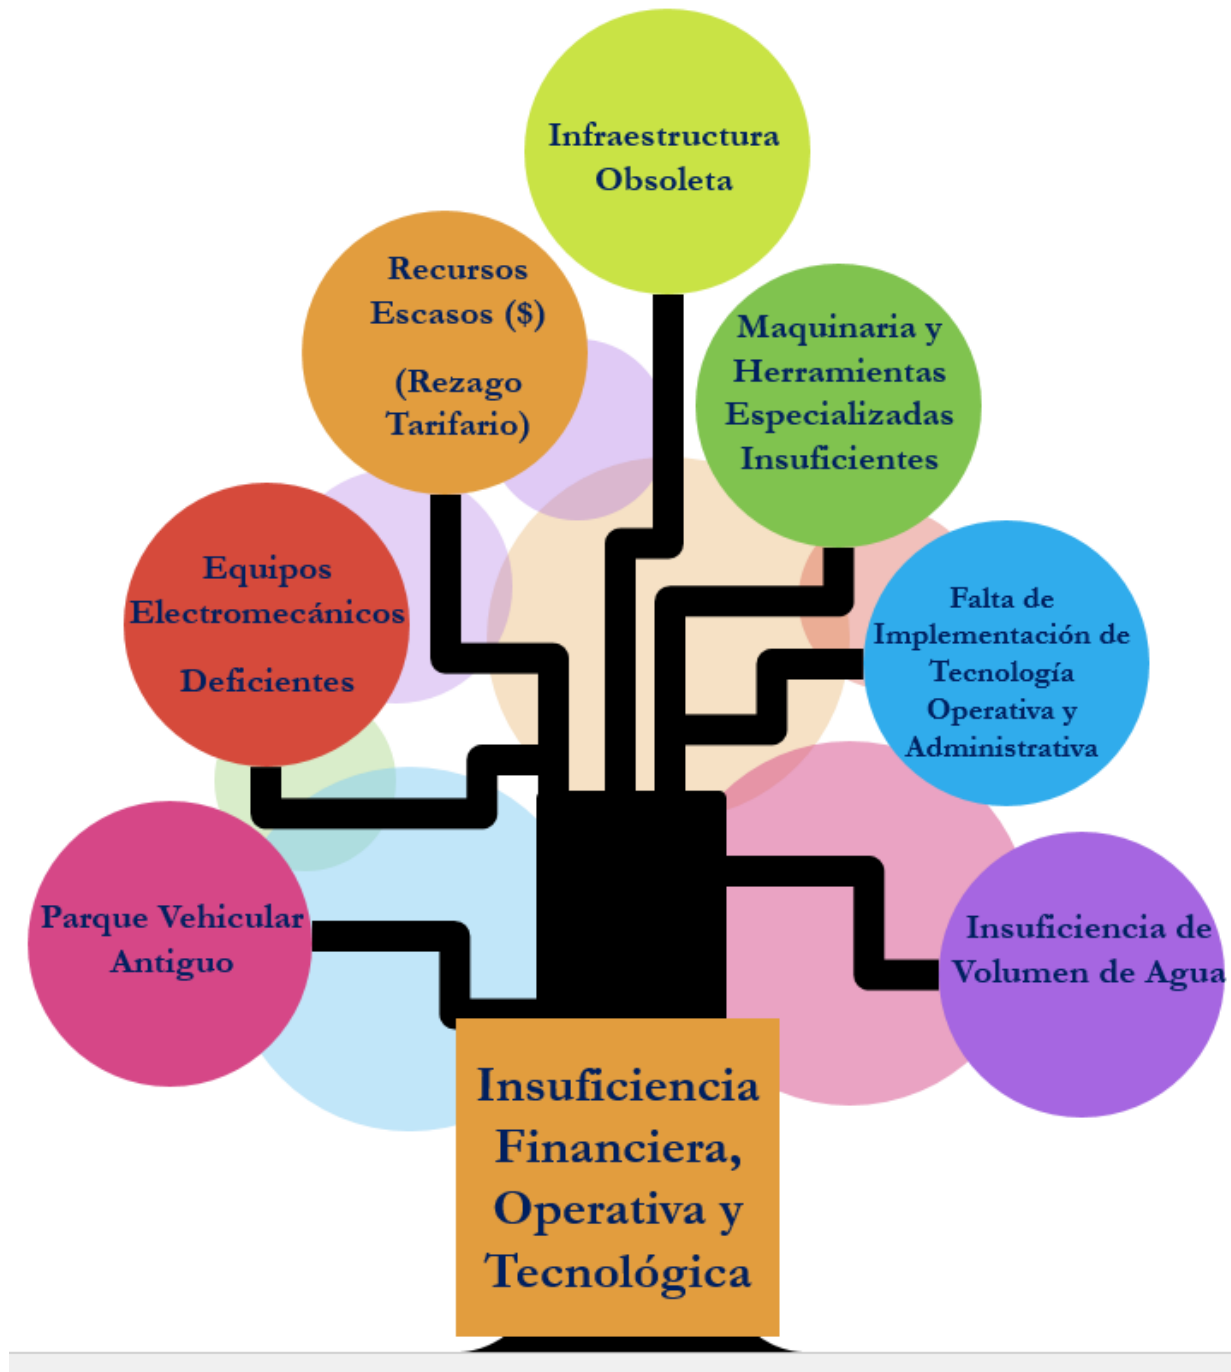 Infraestructura
Obsoleta
Recursos
Escasos ($)
(Rezago
Tarifario)
Maquinaria y
Herramientas
Especializadas
Insuficientes
Equipos
Electromecánicos
Deficientes
Falta de
Implementación de
Tecnología
Operativa y
Administrativa
Parque Vehicular
Antiguo
Insuficiencia de
Volumen de Agua
Insuficiencia
Financiera,
Operativa y
Tecnológica